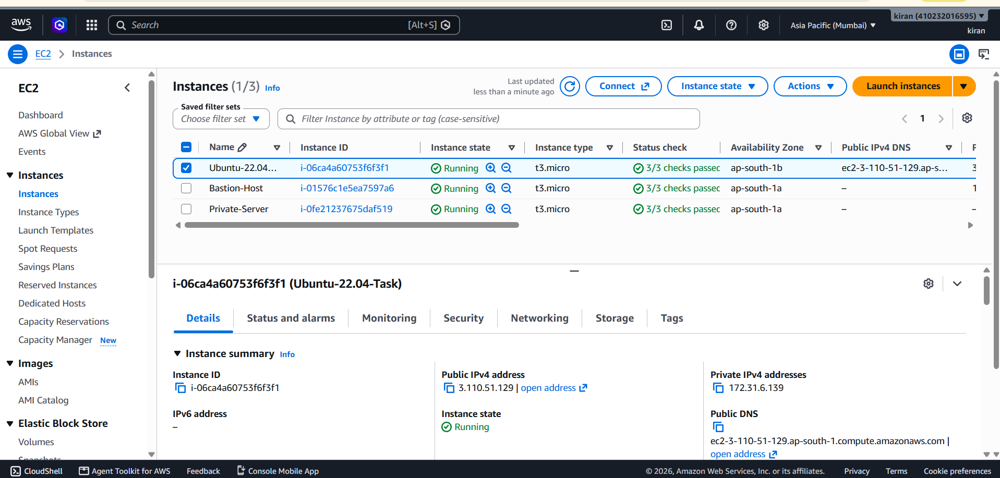 aws
Search
[Alt+S]
Asia Pacific (Mumbai)
kiran (410232016595)
kiran
EC2
Instances
EC2
Dashboard
AWS Global View
Events
Instances
Instances
Instance Types
Launch Templates
Spot Requests
Savings Plans
Reserved Instances
Dedicated Hosts
Capacity Reservations
Capacity Manager New
Images
AMIs
AMI Catalog
Elastic Block Store
Volumes
Snapshots
Instances (1/3) Info
Last updated
less than a minute ago
Connect
Instance state
Actions
Launch instances
Saved filter sets
Choose filter set
Filter Instance by attribute or tag (case-sensitive)
1
Name Instance ID Instance state Instance type Status check Availability Zone Public IPv4 DNS
Ubuntu-22.04... i-06ca4a60753f6f3f1 Running t3.micro 3/3 checks passed ap-south-1b ec2-3-110-51-129.ap-s... 3
Bastion-Host i-01576c1e5ea7597a6 Running t3.micro 3/3 checks passed ap-south-1a – 1
Private-Server i-0fe21237675daf519 Running t3.micro 3/3 checks passed ap-south-1a – –
i-06ca4a60753f6f3f1 (Ubuntu-22.04-Task)
Details Status and alarms Monitoring Security Networking Storage Tags
Instance summary Info
Instance ID
i-06ca4a60753f6f3f1
Public IPv4 address
3.110.51.129 | open address
Private IPv4 addresses
172.31.6.139
IPv6 address
–
Instance state
Running
Public DNS
ec2-3-110-51-129.ap-south-1.compute.amazonaws.com |
open address
CloudShell Agent Toolkit for AWS Feedback Console Mobile App © 2026, Amazon Web Services, Inc. or its affiliates. Privacy Terms Cookie preferences